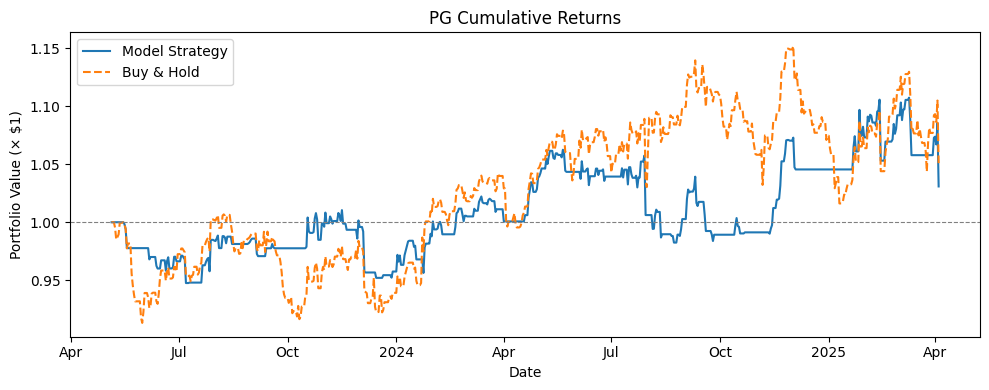 PG Cumulative Returns
Model Strategy
Buy & Hold
Portfolio Value (× $1)
1.15
1.10
1.05
1.00
0.95
Apr
Jul
Oct
2024
Apr
Jul
Oct
2025
Apr
Date